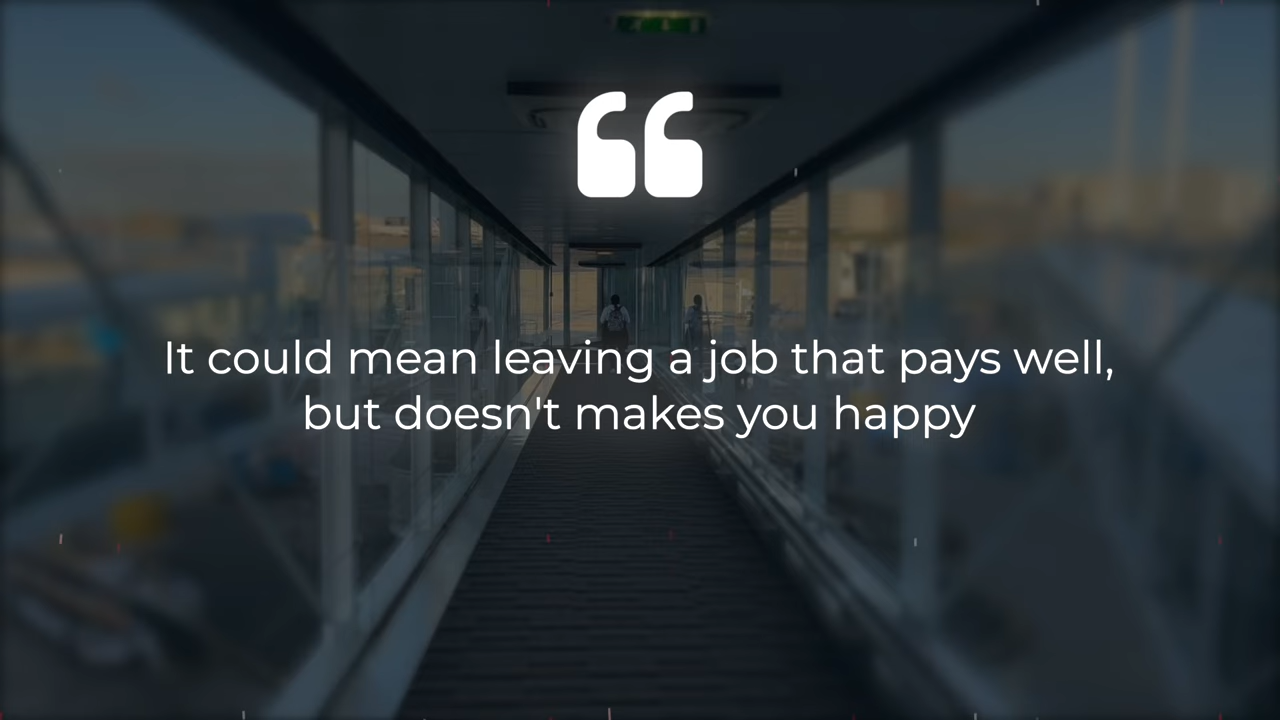 It could mean leaving a job that pays well,
but doesn't makes you happy